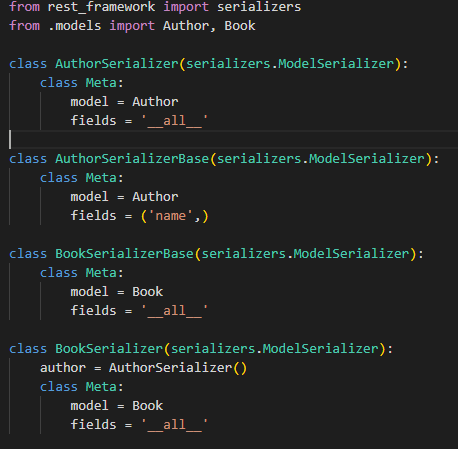 from rest_framework import serializers
from .models import Author, Book
class AuthorSerializer(serializers.ModelSerializer):
    class Meta:
        model = Author
        fields = '__all__'
class AuthorSerializerBase(serializers.ModelSerializer):
    class Meta:
        model = Author
        fields = ('name',)
class BookSerializerBase(serializers.ModelSerializer):
    class Meta:
        model = Book
        fields = '__all__'
class BookSerializer(serializers.ModelSerializer):
    author = AuthorSerializer()
    class Meta:
        model = Book
        fields = '__all__'